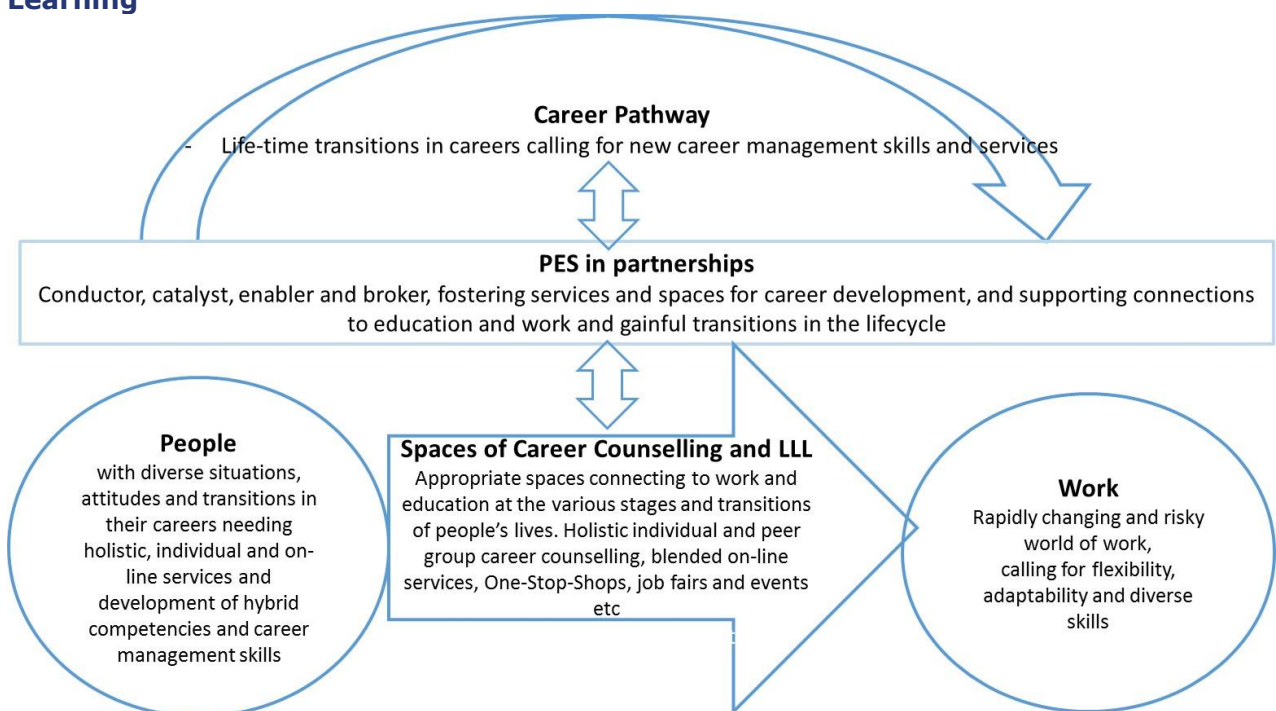 Learning
Career Pathway
- Life-time transitions in careers calling for new career management skills and services
PES in partnerships
Conductor, catalyst, enabler and broker, fostering services and spaces for career development, and supporting connections
to education and work and gainful transitions in the lifecycle
People
with diverse situations,
attitudes and transitions in
their careers needing
holistic, individual and on-
line services and
development of hybrid
competencies and career
management skills
Spaces of Career Counselling and LLL
Appropriate spaces connecting to work and
education at the various stages and transitions
of people's lives. Holistic individual and peer
group career counselling, blended on-line
services, One-Stop-Shops, job fairs and events
etc
Work
Rapidly changing and risky
world of work,
calling for flexibility,
adaptability and diverse
skills